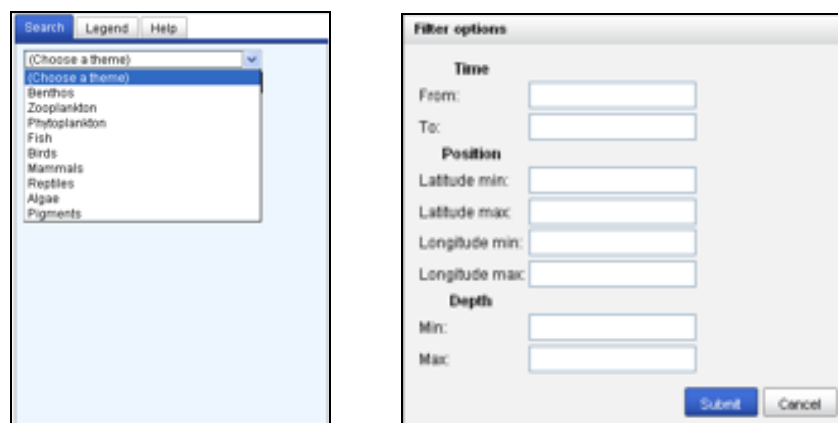 Search Legend Help
(Choose a theme)
(Choose a theme)
Benthos
Zooplankton
Phytoplankton
Fish
Birds
Mammals
Reptiles
Algae
Pigments
Filter options
Time
From:
To:
Position
Latitude min:
Latitude max:
Longitude min:
Longitude max:
Depth
Min:
Max:
Submit Cancel